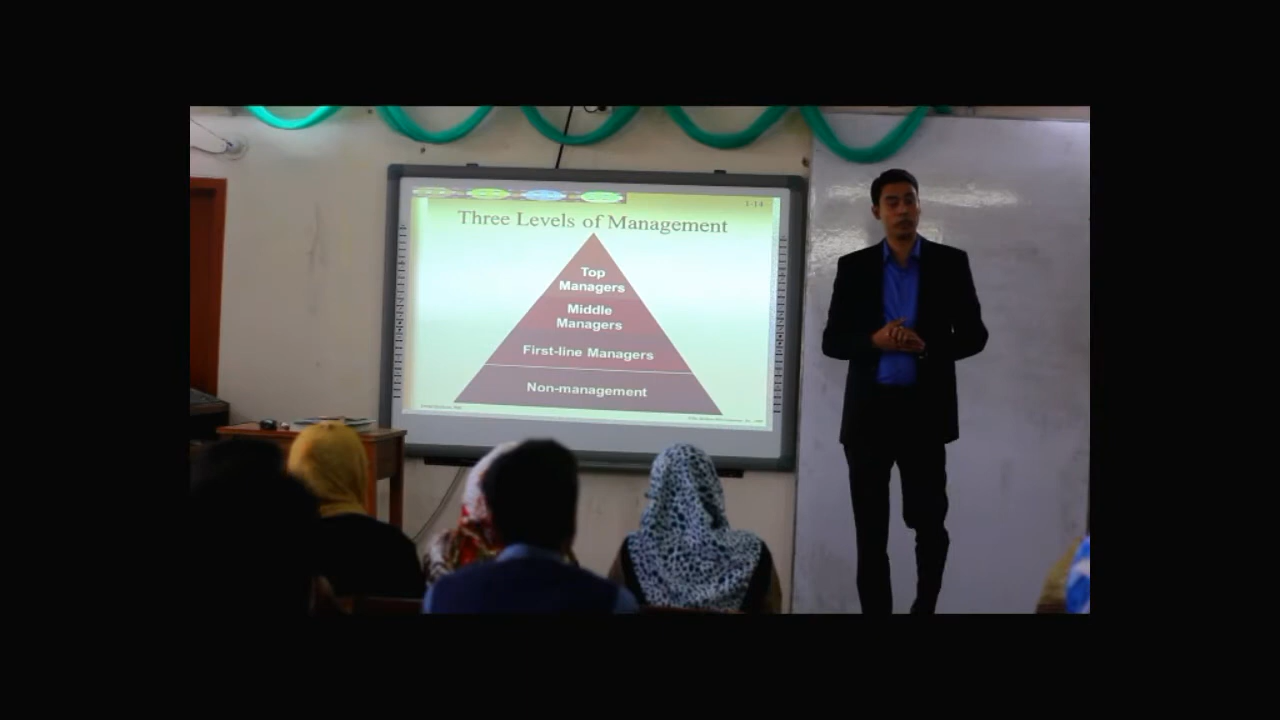 1-14
Three Levels of Management
Top
Managers
Middle
Managers
First-line Managers
Non-management